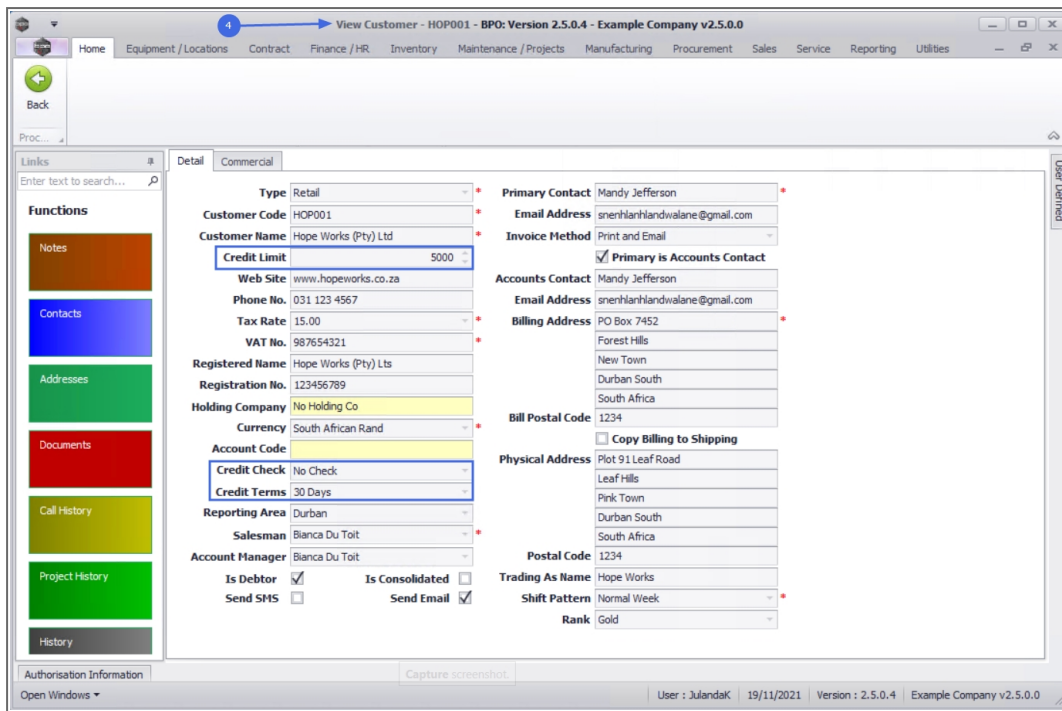 4
View Customer - HOP001 - BPO: Version 2.5.0.4 - Example Company v2.5.0.0
Home Equipment / Locations Contract Finance / HR Inventory Maintenance / Projects Manufacturing Procurement Sales Service Reporting Utilities
Back
Proc...
Links
Enter text to search...
Functions
Notes
Contacts
Addresses
Documents
Call History
Project History
History
Detail Commercial
Type Retail *
Customer Code HOP001 *
Customer Name Hope Works (Pty) Ltd *
Credit Limit 5000
Web Site www.hopeworks.co.za
Phone No. 031 123 4567
Tax Rate 15.00 *
VAT No. 987654321 *
Registered Name Hope Works (Pty) Lts
Registration No. 123456789
Holding Company No Holding Co
Currency South African Rand *
Account Code
Credit Check No Check
Credit Terms 30 Days
Reporting Area Durban
Salesman Bianca Du Toit *
Account Manager Bianca Du Toit
Is Debtor Is Consolidated
Send SMS Send Email
Primary Contact Mandy Jefferson *
Email Address snenhlanhlandwalane@gmail.com
Invoice Method Print and Email
Primary is Accounts Contact
Accounts Contact Mandy Jefferson
Email Address snenhlanhlandwalane@gmail.com
Billing Address PO Box 7452 *
Forest Hills
New Town
Durban South
South Africa
Bill Postal Code 1234
Copy Billing to Shipping
Physical Address Plot 91 Leaf Road
Leaf Hills
Pink Town
Durban South
South Africa
Postal Code 1234
Trading As Name Hope Works
Shift Pattern Normal Week *
Rank Gold
User Defined
Authorisation Information
Capture screenshot.
Open Windows
User : JulandaK 19/11/2021 Version : 2.5.0.4 Example Company v2.5.0.0